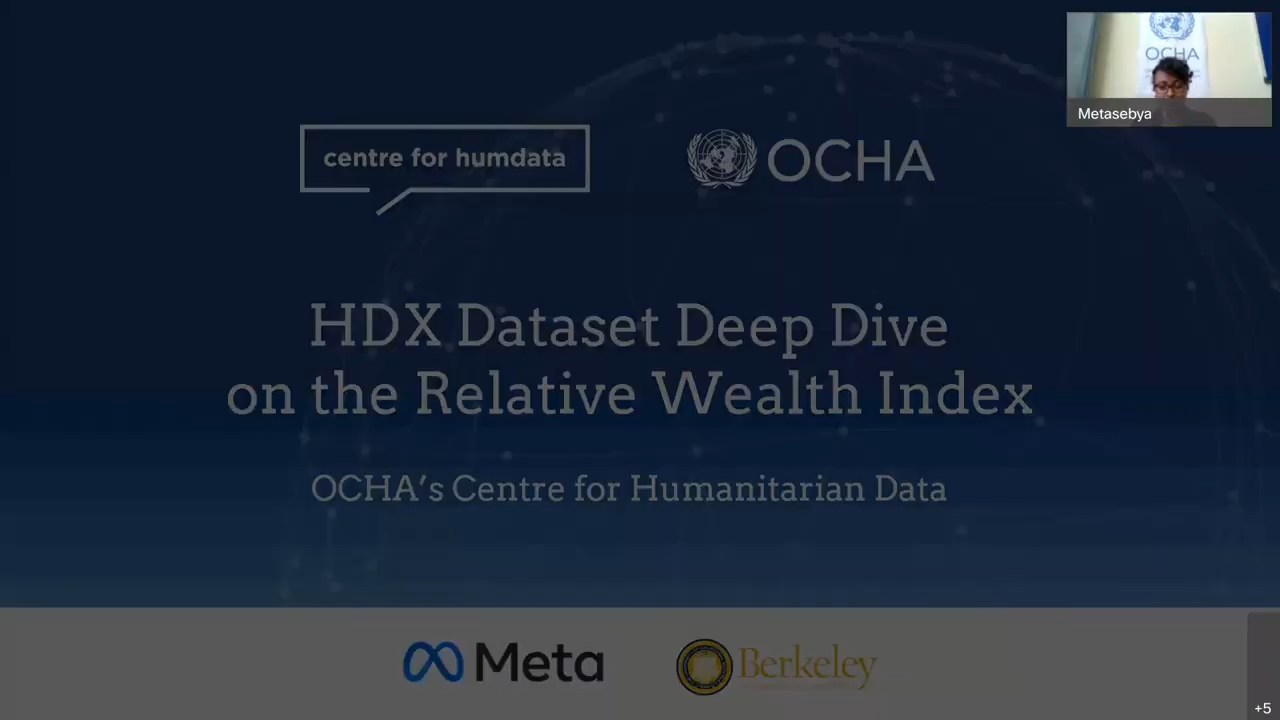 OCHA
Metasebya
centre for humdata
OCHA
HDX Dataset Deep Dive
on the Relative Wealth Index
OCHA’s Centre for Humanitarian Data
Meta
Berkeley
+5